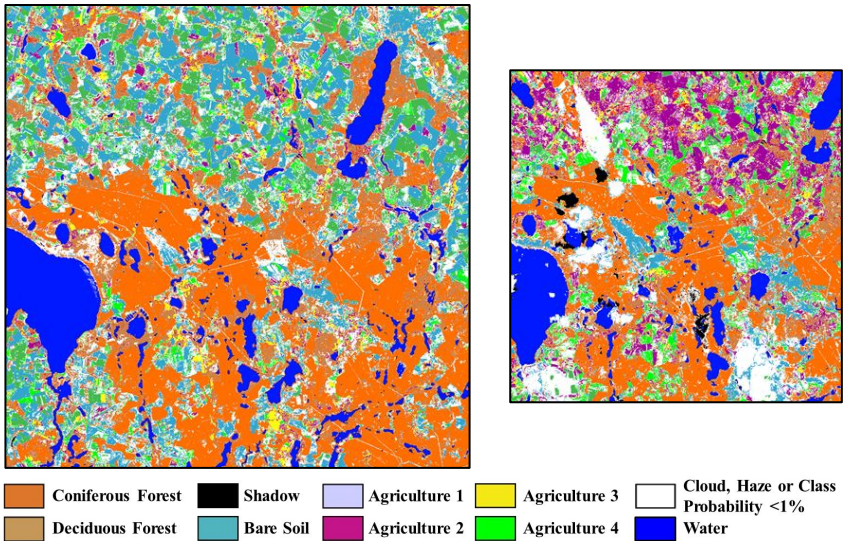 Coniferous Forest
Shadow
Agriculture 1
Agriculture 3
Cloud, Haze or Class
Probability <1%
Deciduous Forest
Bare Soil
Agriculture 2
Agriculture 4
Water